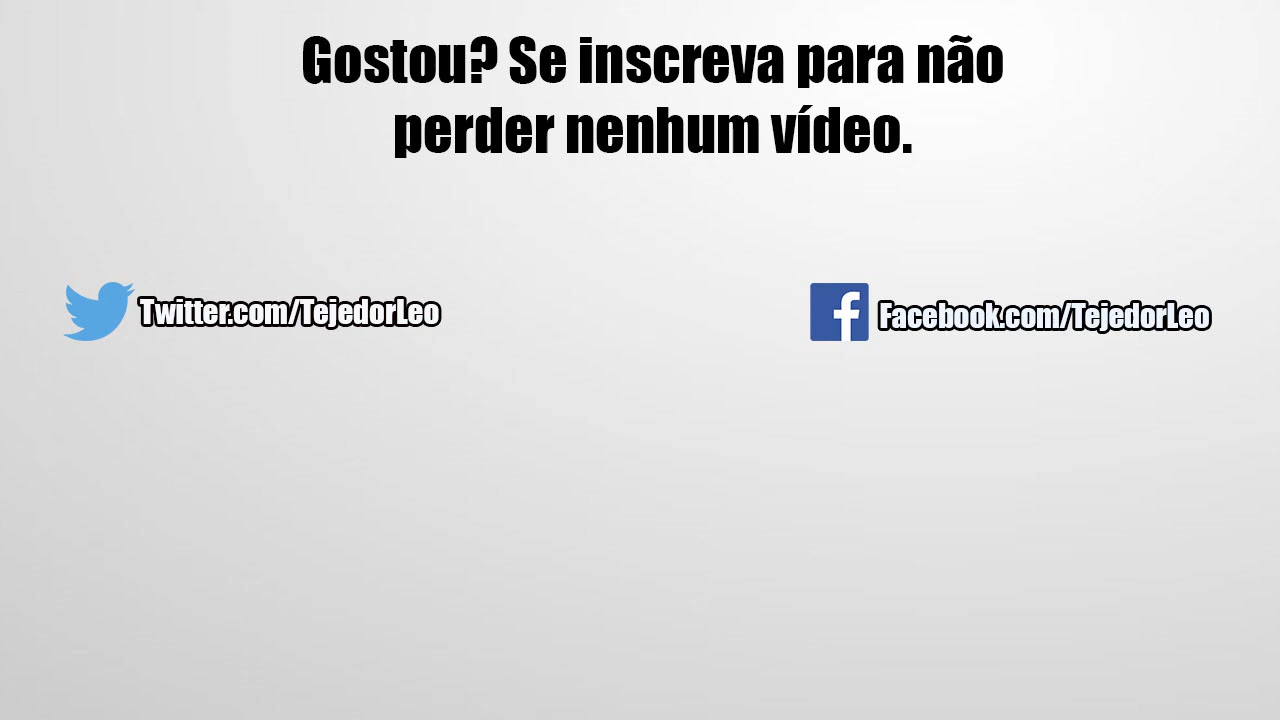 Gostou? Se inscreva para não
perder nenhum vídeo.
Twitter.com/TejedorLeo
Facebook.com/TejedorLeo